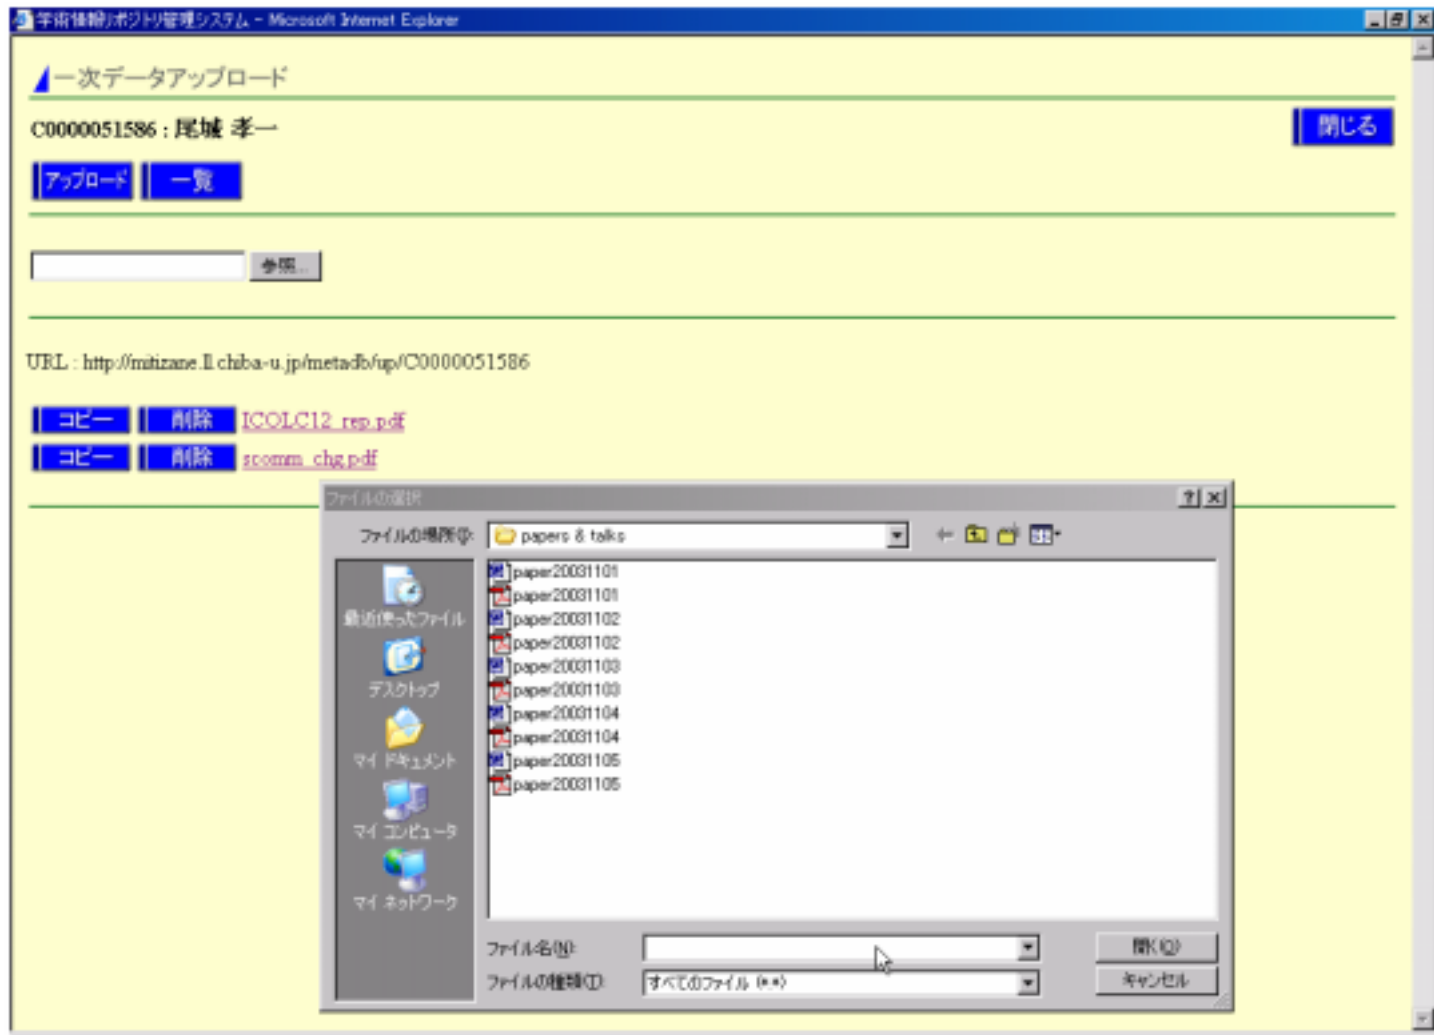 学術情報リポジトリ管理システム - Microsoft Internet Explorer
一次データアップロード
C0000051586 : 尾城 孝一
閉じる
アップロード 一覧
参照...
URL : http://mitizane.ll.chiba-u.jp/metadb/up/C0000051586
コピー 削除 ICOLC12_rep.pdf
コピー 削除 scomm_chg.pdf
ファイルの選択
ファイルの場所(I): papers & talks
最近使ったファイル
デスクトップ
マイ ドキュメント
マイ コンピュータ
マイ ネットワーク
paper20031101
paper20031101
paper20031102
paper20031102
paper20031103
paper20031103
paper20031104
paper20031104
paper20031105
paper20031105
ファイル名(N): 開く(O)
ファイルの種類(T): すべてのファイル (*.*) キャンセル